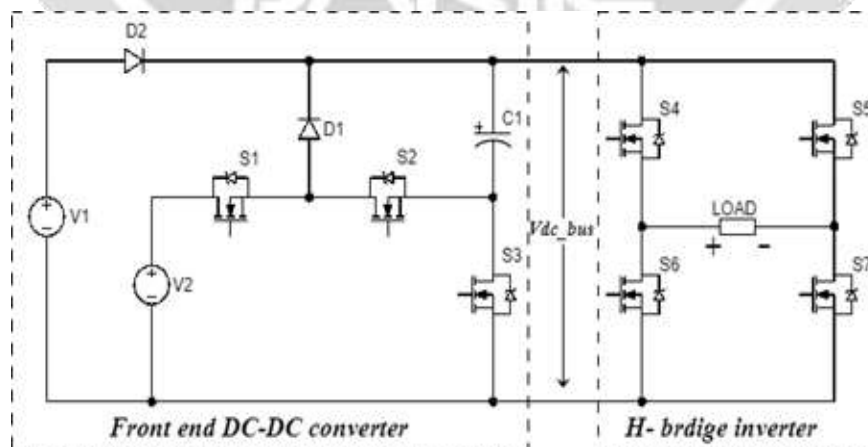 D2
S4
S5
C1
D1
S1
S2
V1
Vdc_bus
LOAD
+ -
S3
S6
S7
V2
Front end DC-DC converter
H- brdige inverter